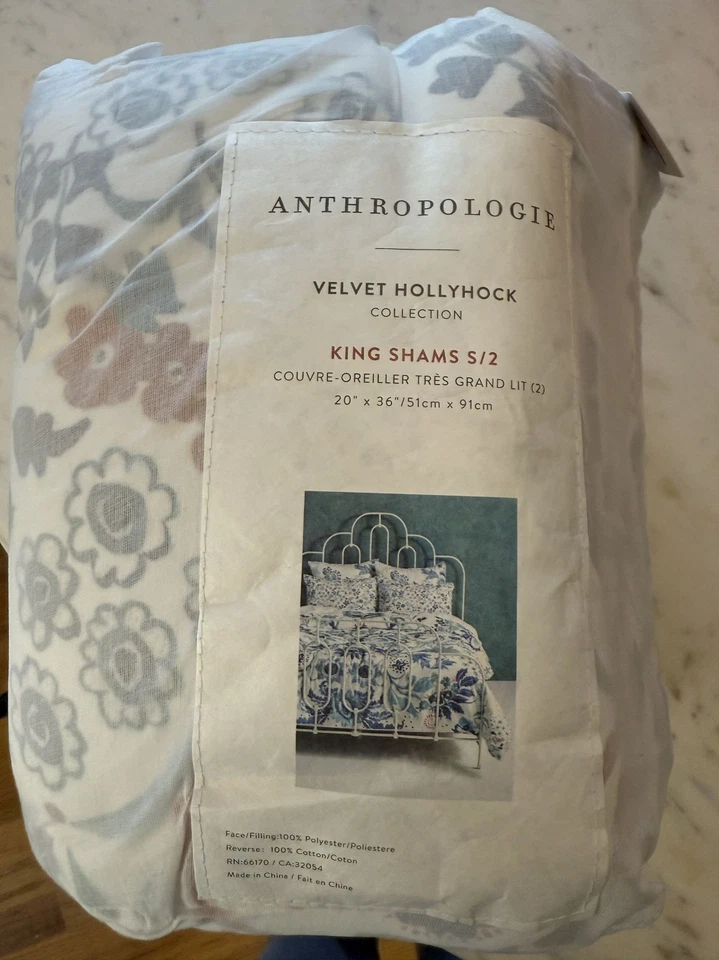 ANTHROPOLOGIE
VELVET HOLLYHOCK
COLLECTION
KING SHAMS S/2
COUVRE-OREILLER TRÈS GRAND LIT (2)
20" x 36"/51cm x 91cm
Face/Filling:100% Polyester/Poliestere
Reverse: 100% Cotton/Coton
RN:66170 / CA:32054
Made in China / Fait en Chine